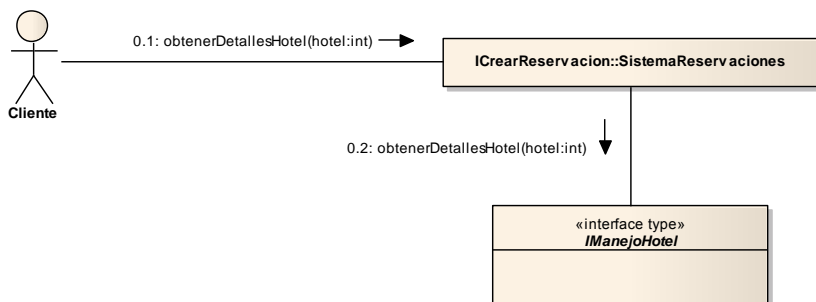 0.1: obtenerDetallesHotel(hotel:int)
ICrearReservacion::SistemaReservaciones
Cliente
0.2: obtenerDetallesHotel(hotel:int)
«interface type»
IManejoHotel